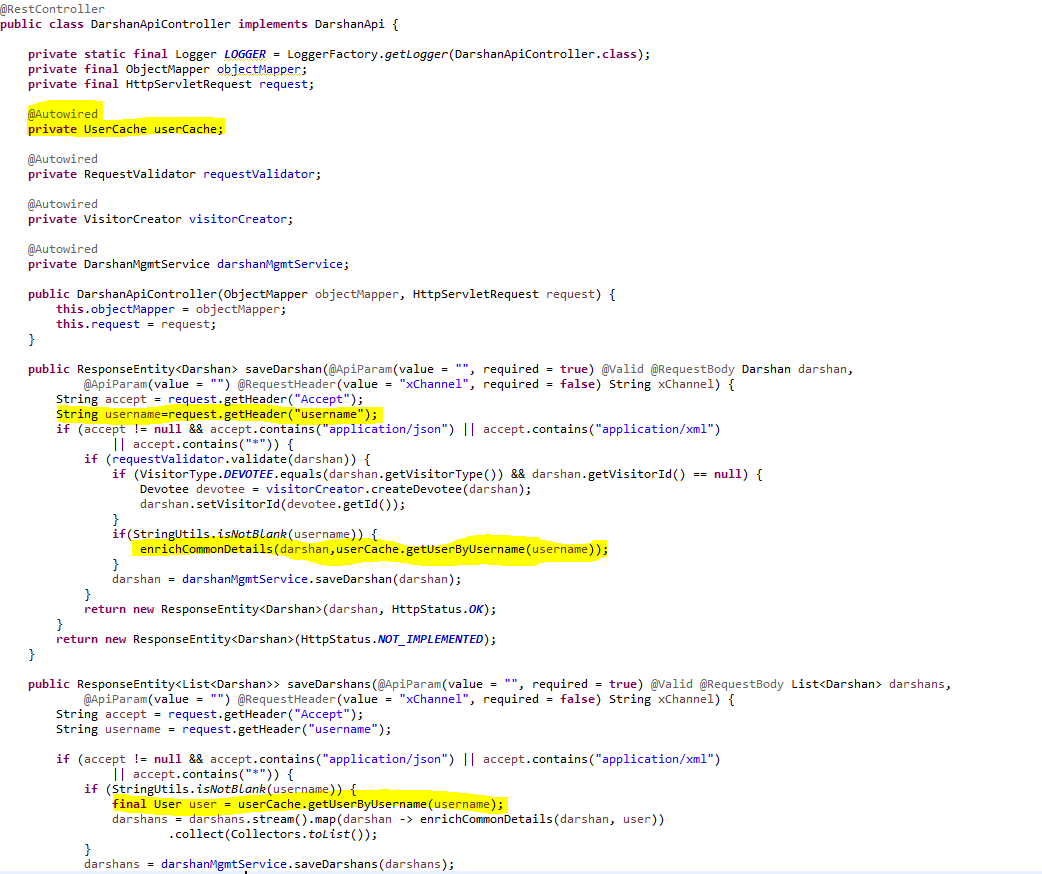 @RestController
public class DarshanApiController implements DarshanApi {
    private static final Logger LOGGER = LoggerFactory.getLogger(DarshanApiController.class);
    private final ObjectMapper objectMapper;
    private final HttpServletRequest request;
    @Autowired
    private UserCache userCache;
    @Autowired
    private RequestValidator requestValidator;
    @Autowired
    private VisitorCreator visitorCreator;
    @Autowired
    private DarshanMgmtService darshanMgmtService;
    public DarshanApiController(ObjectMapper objectMapper, HttpServletRequest request) {
        this.objectMapper = objectMapper;
        this.request = request;
    }
    public ResponseEntity<Darshan> saveDarshan(@ApiParam(value = "", required = true) @Valid @RequestBody Darshan darshan,
            @ApiParam(value = "") @RequestHeader(value = "xChannel", required = false) String xChannel) {
        String accept = request.getHeader("Accept");
        String username=request.getHeader("username");
        if (accept != null && accept.contains("application/json") || accept.contains("application/xml")
                || accept.contains("*")) {
            if (requestValidator.validate(darshan)) {
                if (VisitorType.DEVOTEE.equals(darshan.getVisitorType()) && darshan.getVisitorId() == null) {
                    Devotee devotee = visitorCreator.createDevotee(darshan);
                    darshan.setVisitorId(devotee.getId());
                }
                if(StringUtils.isNotBlank(username)) {
                    enrichCommonDetails(darshan,userCache.getUserByUsername(username));
                }
                darshan = darshanMgmtService.saveDarshan(darshan);
            }
            return new ResponseEntity<Darshan>(darshan, HttpStatus.OK);
        }
        return new ResponseEntity<Darshan>(HttpStatus.NOT_IMPLEMENTED);
    }
    public ResponseEntity<List<Darshan>> saveDarshans(@ApiParam(value = "", required = true) @Valid @RequestBody List<Darshan> darshans,
            @ApiParam(value = "") @RequestHeader(value = "xChannel", required = false) String xChannel) {
        String accept = request.getHeader("Accept");
        String username = request.getHeader("username");
        if (accept != null && accept.contains("application/json") || accept.contains("application/xml")
                || accept.contains("*")) {
            if (StringUtils.isNotBlank(username)) {
                final User user = userCache.getUserByUsername(username);
                darshans = darshans.stream().map(darshan -> enrichCommonDetails(darshan, user))
                        .collect(Collectors.toList());
            }
            darshans = darshanMgmtService.saveDarshans(darshans);